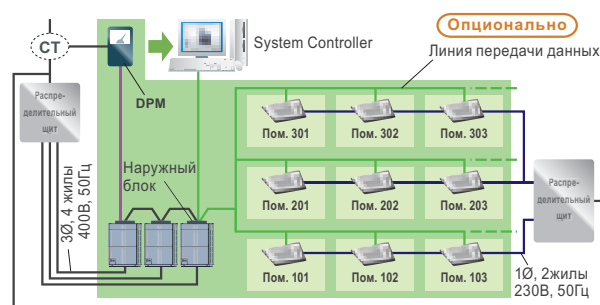 Опционально
CT
System Controller
Линия передачи данных
Распре-
делительный
щит
DPM
Пом. 301
Пом. 302
Пом. 303
Наружный
блок
3Ø, 4 жилы
400В, 50Гц
Пом. 201
Пом. 202
Пом. 203
Распре-
делительный
щит
Пом. 101
Пом. 102
Пом. 103
1Ø, 2жилы
230В, 50Гц